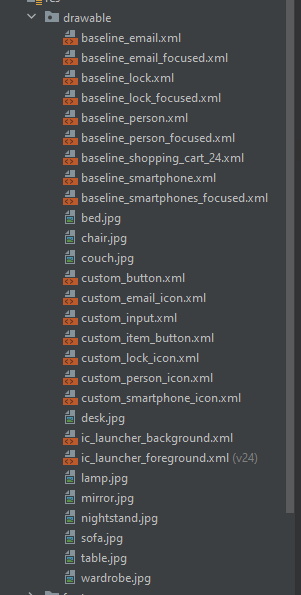 drawable
baseline_email.xml
baseline_email_focused.xml
baseline_lock.xml
baseline_lock_focused.xml
baseline_person.xml
baseline_person_focused.xml
baseline_shopping_cart_24.xml
baseline_smartphone.xml
baseline_smartphones_focused.xml
bed.jpg
chair.jpg
couch.jpg
custom_button.xml
custom_email_icon.xml
custom_input.xml
custom_item_button.xml
custom_lock_icon.xml
custom_person_icon.xml
custom_smartphone_icon.xml
desk.jpg
ic_launcher_background.xml
ic_launcher_foreground.xml (v24)
lamp.jpg
mirror.jpg
nightstand.jpg
sofa.jpg
table.jpg
wardrobe.jpg